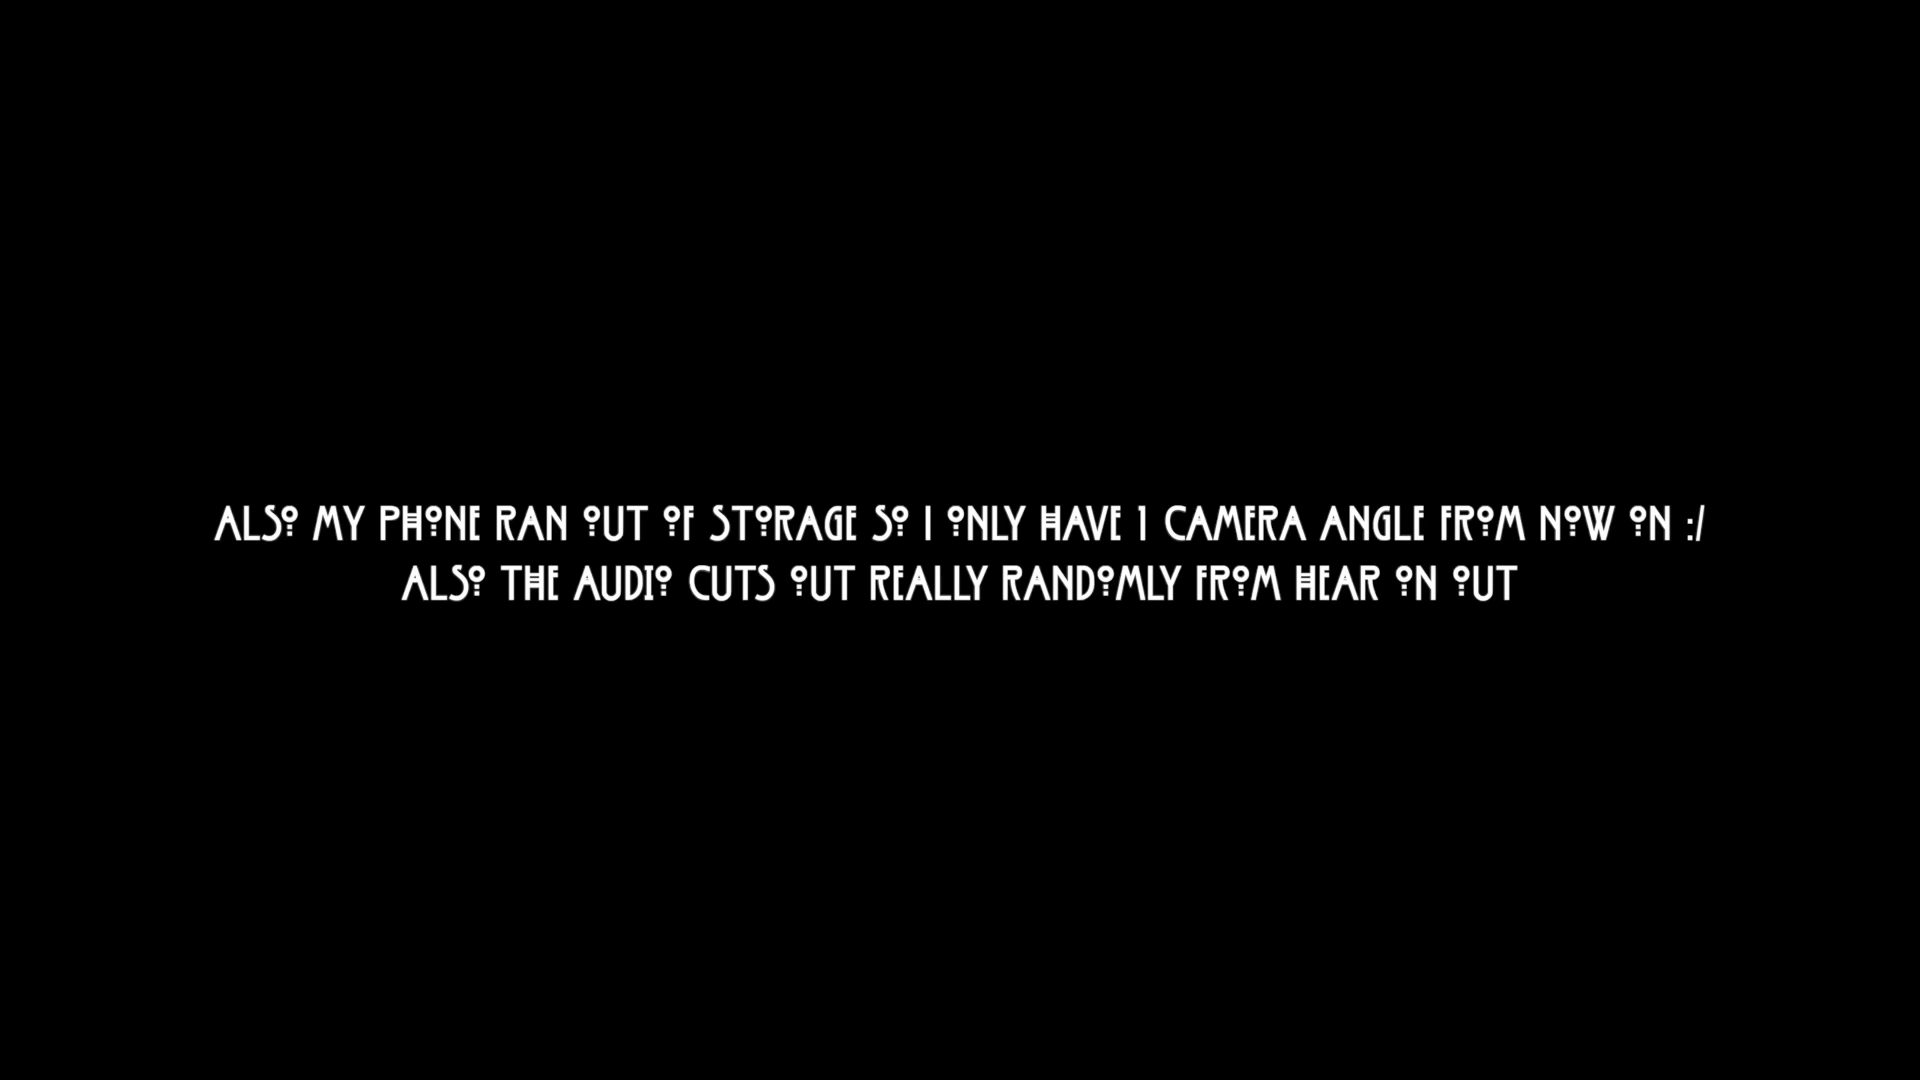 ALSO MY PHONE RAN OUT OF STORAGE SO I ONLY HAVE 1 CAMERA ANGLE FROM NOW ON :/
ALSO THE AUDIO CUTS OUT REALLY RANDOMLY FROM HEAR ON OUT